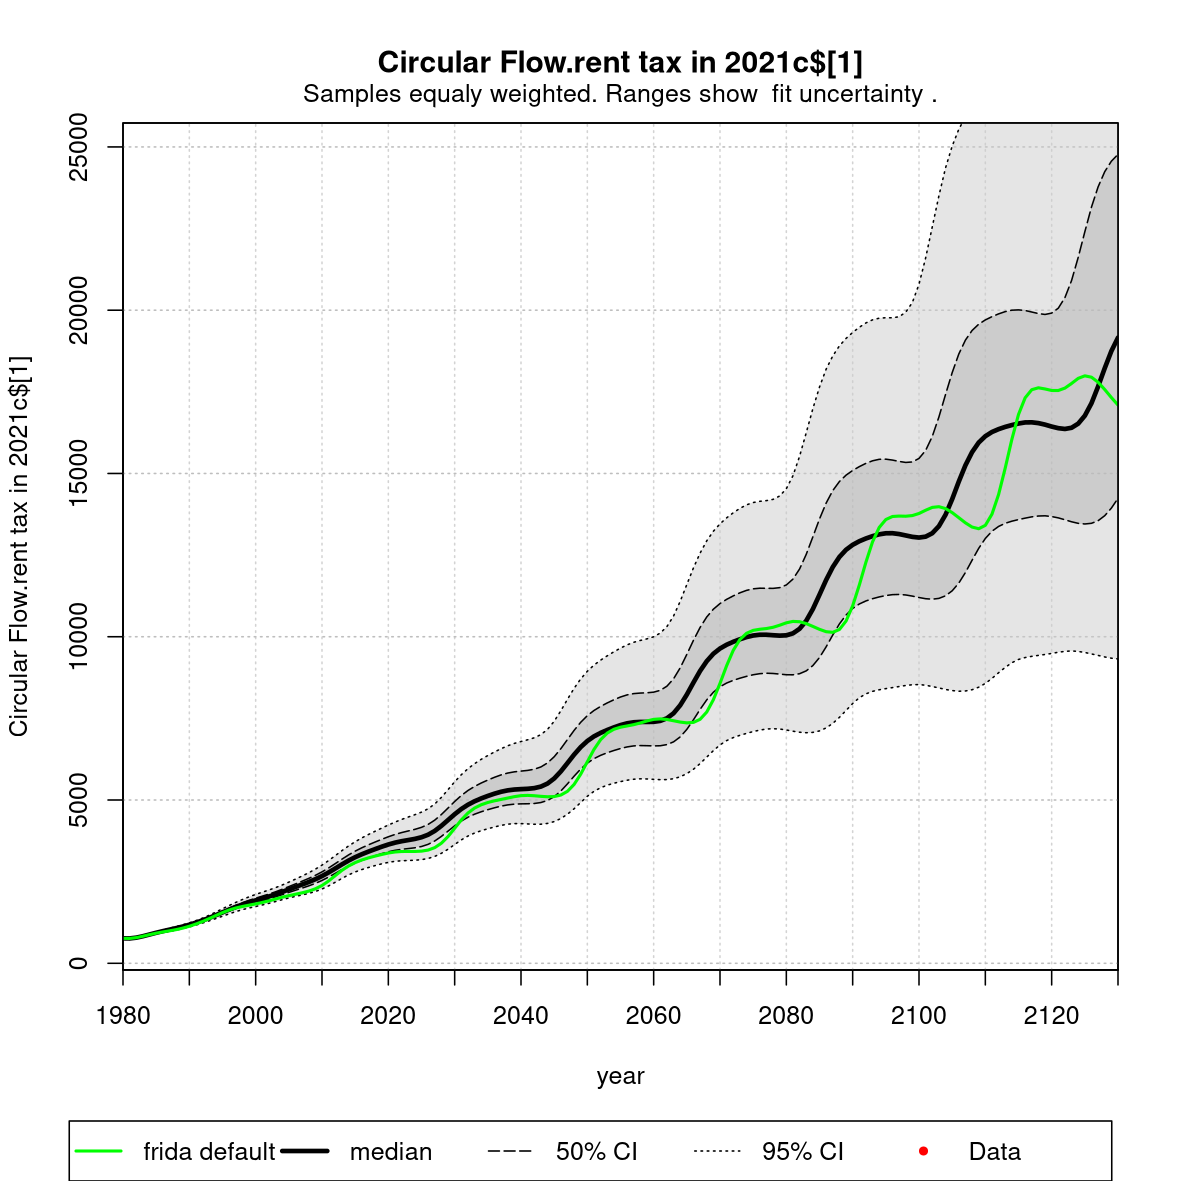 Circular Flow.rent tax in 2021c$[1]
Samples equaly weighted. Ranges show  fit uncertainty .
Circular Flow.rent tax in 2021c$[1]
25000
20000
15000
10000
5000
0
1980 2000 2020 2040 2060 2080 2100 2120
year
frida default median 50% CI 95% CI Data